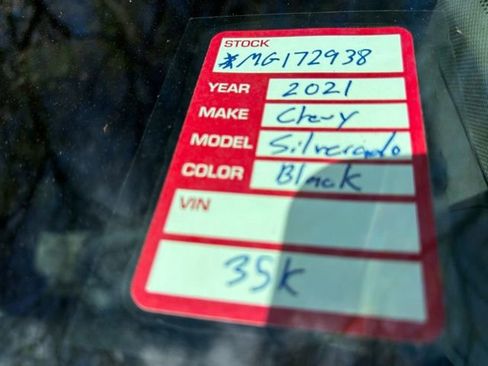 STOCK
*MG172938
YEAR 2021
MAKE Chevy
MODEL Silverado
COLOR Black
VIN
35K